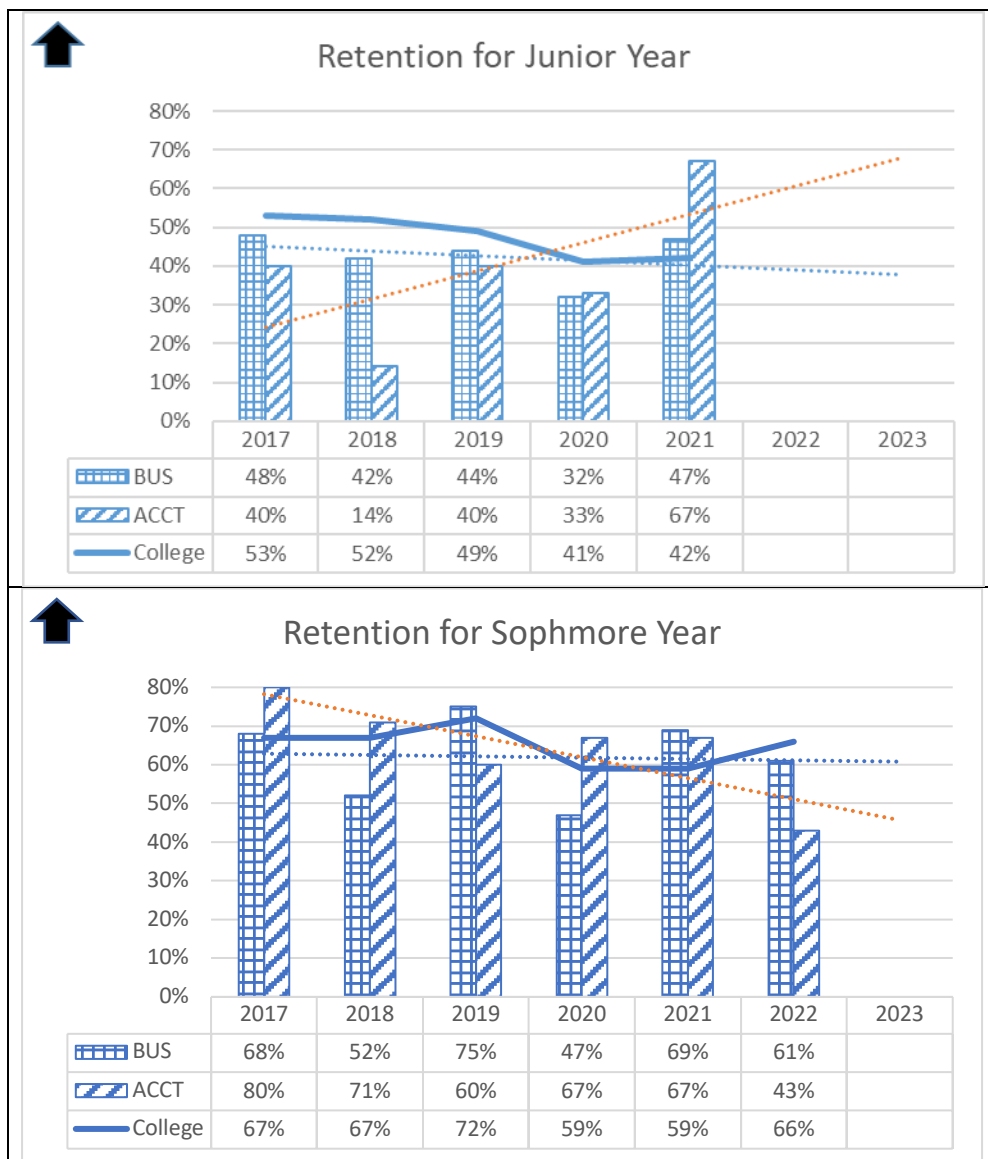 Retention for Junior Year
80%
70%
60%
50%
40%
30%
20%
10%
0%
2017 2018 2019 2020 2021 2022 2023
BUS 48% 42% 44% 32% 47%
ACCT 40% 14% 40% 33% 67%
College 53% 52% 49% 41% 42%
Retention for Sophmore Year
80%
70%
60%
50%
40%
30%
20%
10%
0%
2017 2018 2019 2020 2021 2022 2023
BUS 68% 52% 75% 47% 69% 61%
ACCT 80% 71% 60% 67% 67% 43%
College 67% 67% 72% 59% 59% 66%